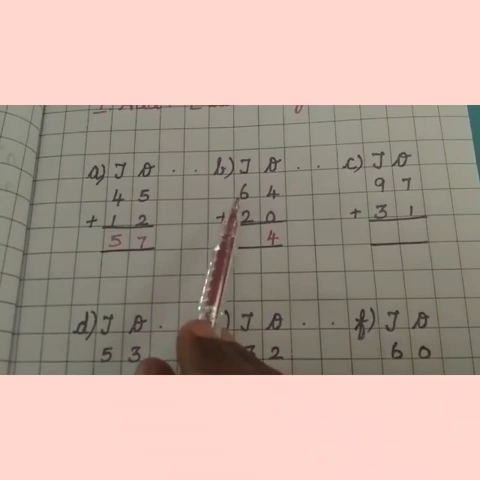 a) T O . . b) T O . . c) T O
4 5 6 4 9 7
+ 1 2 + 2 0 + 3 1
5 7 4
d) T O . ) T O . . f) T O
5 3 2 6 0